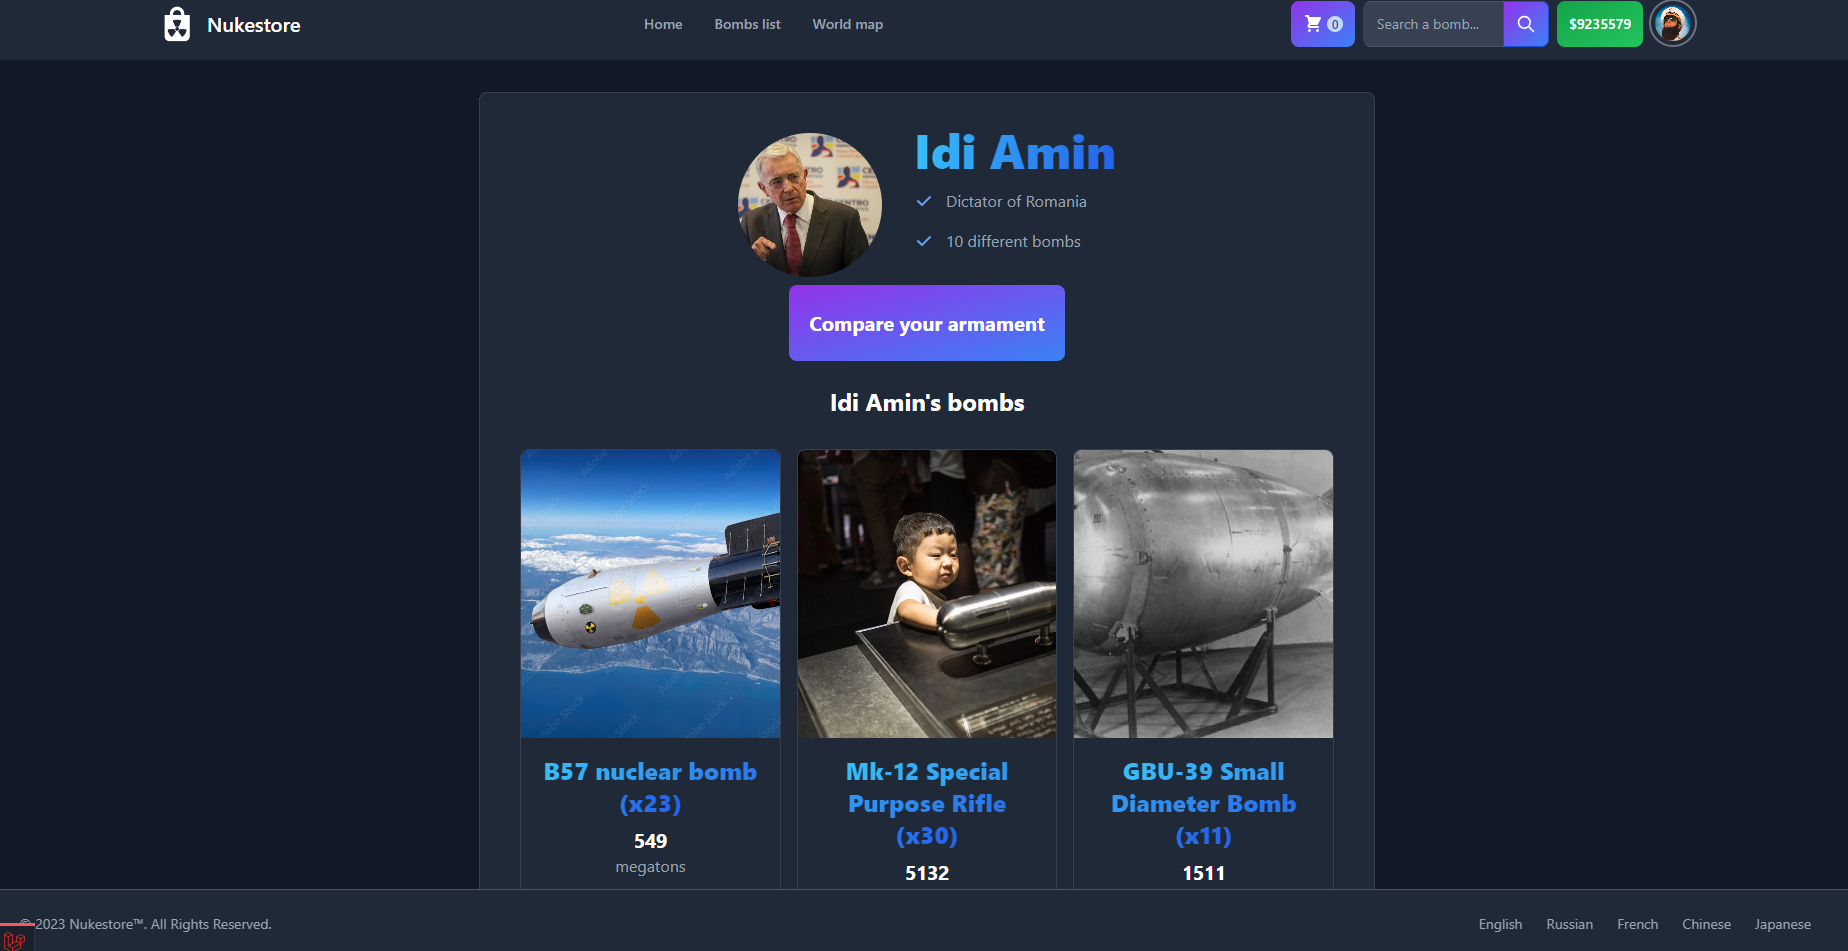 Nukestore
Home
Bombs list
World map
0
Search a bomb...
$9235579
Idi Amin
Dictator of Romania
10 different bombs
Compare your armament
Idi Amin's bombs
B57 nuclear bomb
(x23)
549
megatons
Mk-12 Special
Purpose Rifle
(x30)
5132
GBU-39 Small
Diameter Bomb
(x11)
1511
© 2023 Nukestore™. All Rights Reserved.
English
Russian
French
Chinese
Japanese
Adobe Stock